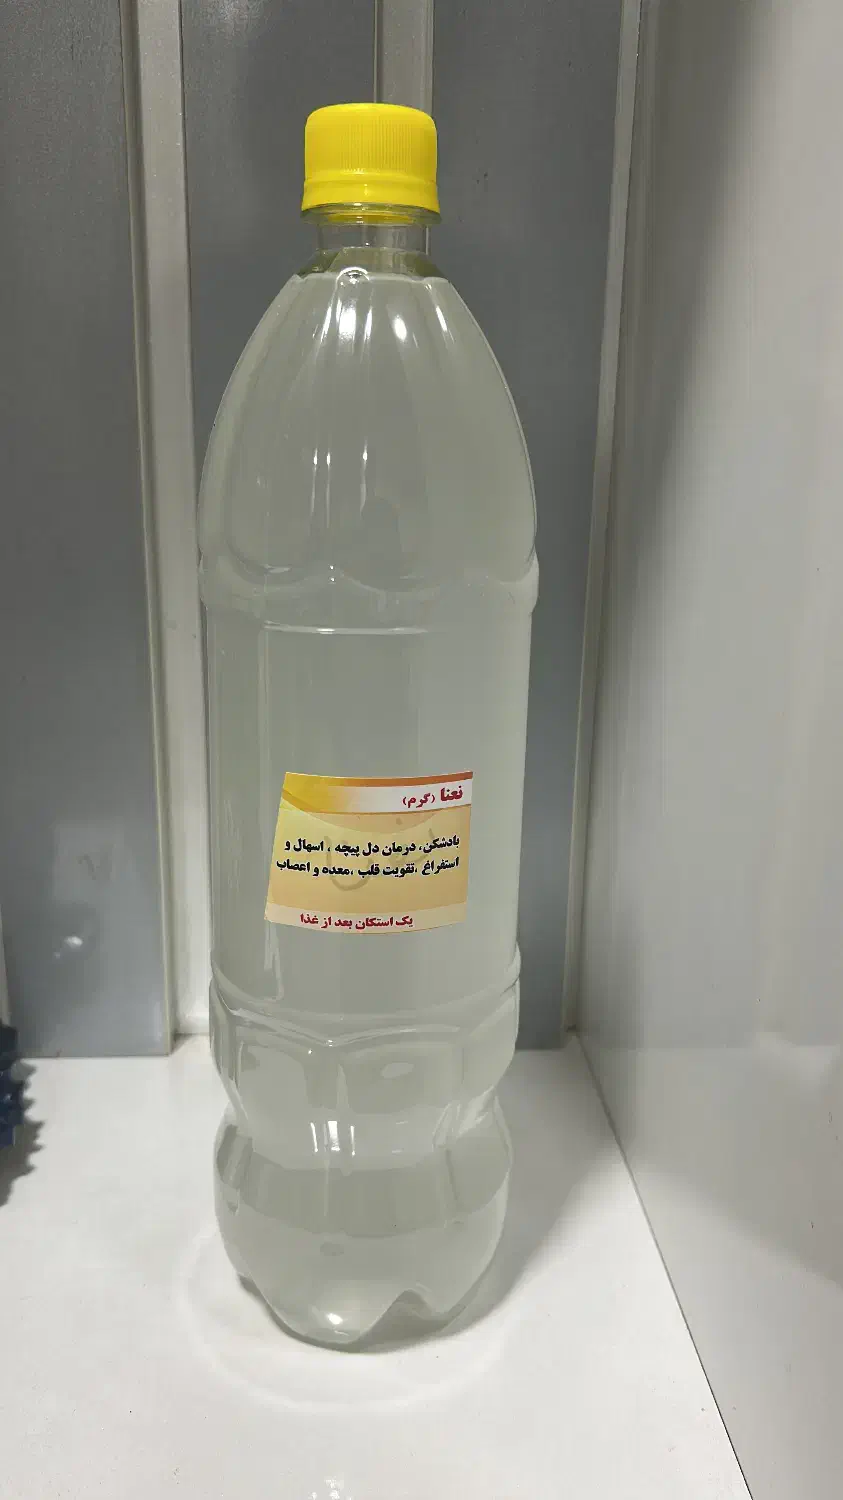 نعنا (گرم)
بادشکن، درمان دل پیچه ، اسهال و
استفراغ ،تقویت قلب ،معده و اعصاب
یک استکان بعد از غذا